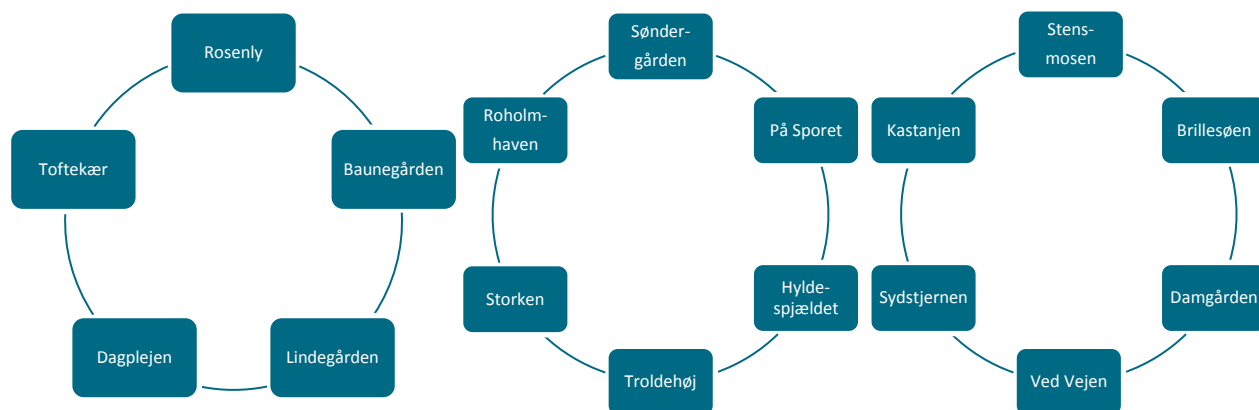 Rosenly
Baunegården
Lindegården
Dagplejen
Toftekær
Sønder-
gården
På Sporet
Hylde-
spjældet
Troldehøj
Storken
Roholm-
haven
Stens-
mosen
Brillesøen
Damgården
Ved Vejen
Sydstjernen
Kastanjen